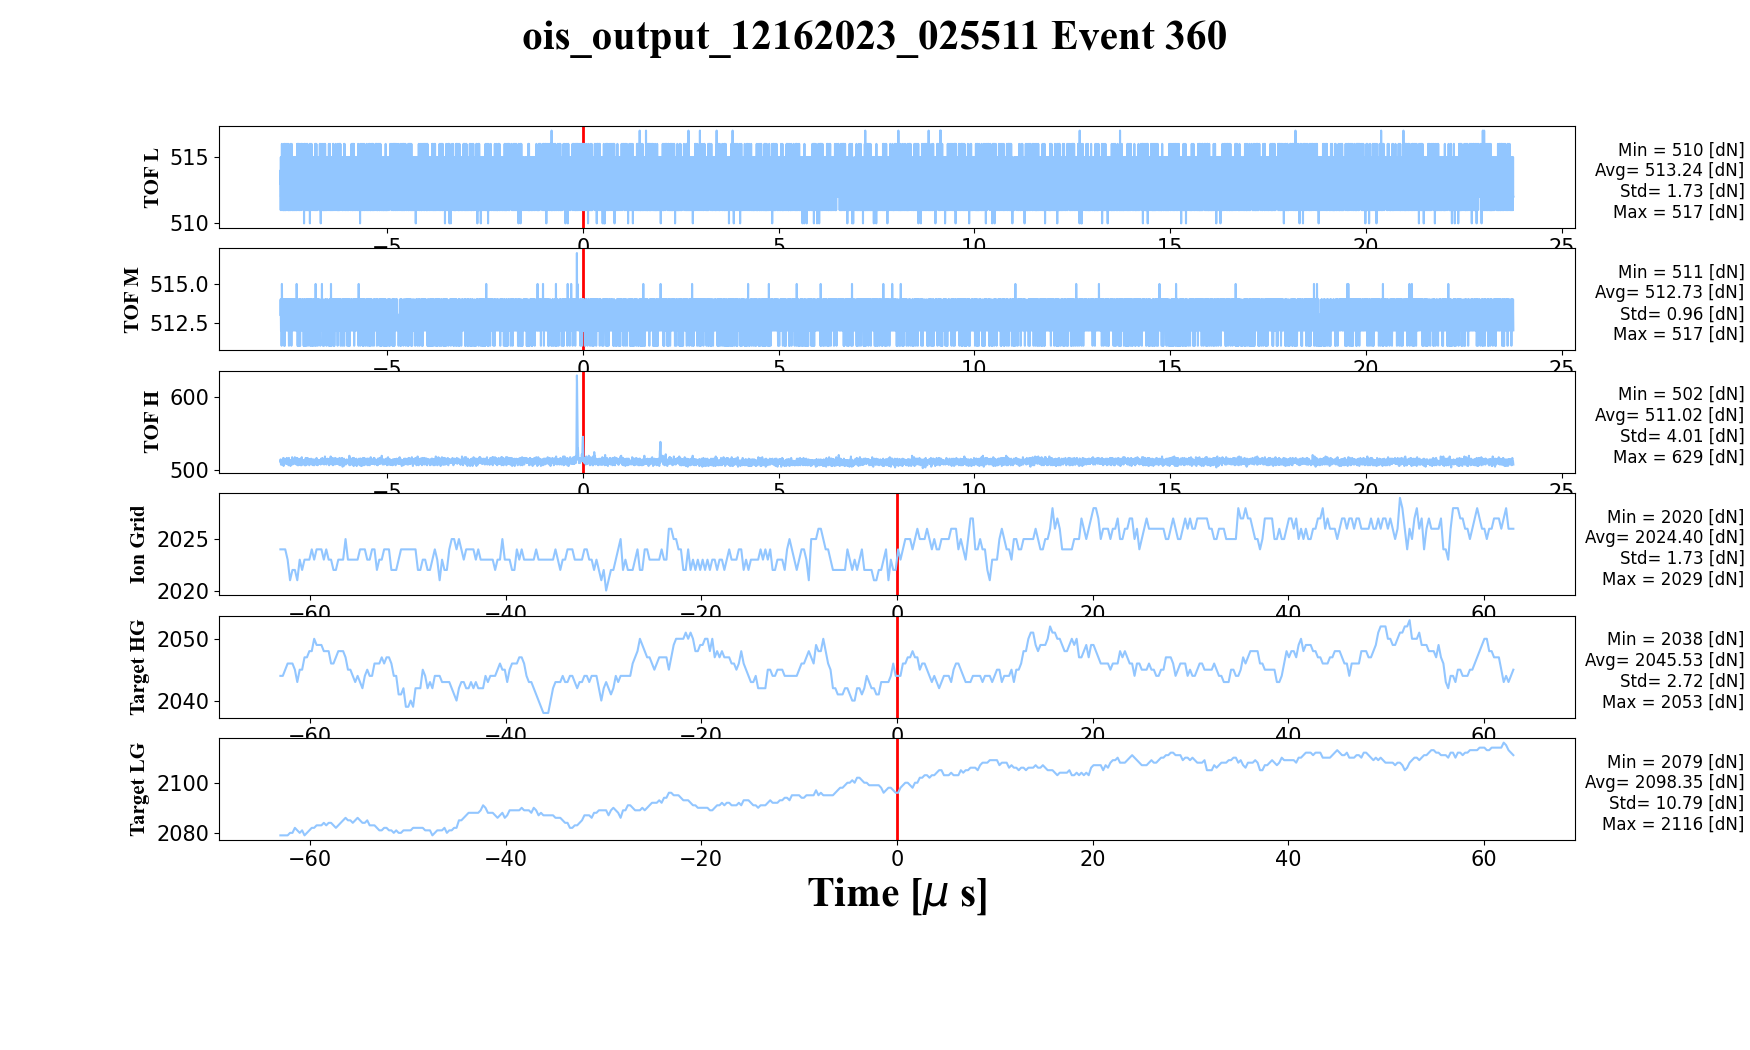 ois_output_12162023_025511 Event 360
TOF L
515
510
−5 0 5 10 15 20 25
Min = 510 [dN]
Avg= 513.24 [dN]
Std= 1.73 [dN]
Max = 517 [dN]
TOF M
515.0
512.5
−5 0 5 10 15 20 25
Min = 511 [dN]
Avg= 512.73 [dN]
Std= 0.96 [dN]
Max = 517 [dN]
TOF H
600
500
−5 0 5 10 15 20 25
Min = 502 [dN]
Avg= 511.02 [dN]
Std= 4.01 [dN]
Max = 629 [dN]
Ion Grid
2025
2020
−60 −40 −20 0 20 40 60
Min = 2020 [dN]
Avg= 2024.40 [dN]
Std= 1.73 [dN]
Max = 2029 [dN]
Target HG
2050
2040
−60 −40 −20 0 20 40 60
Min = 2038 [dN]
Avg= 2045.53 [dN]
Std= 2.72 [dN]
Max = 2053 [dN]
Target LG
2100
2080
−60 −40 −20 0 20 40 60
Min = 2079 [dN]
Avg= 2098.35 [dN]
Std= 10.79 [dN]
Max = 2116 [dN]
Time [μ s]